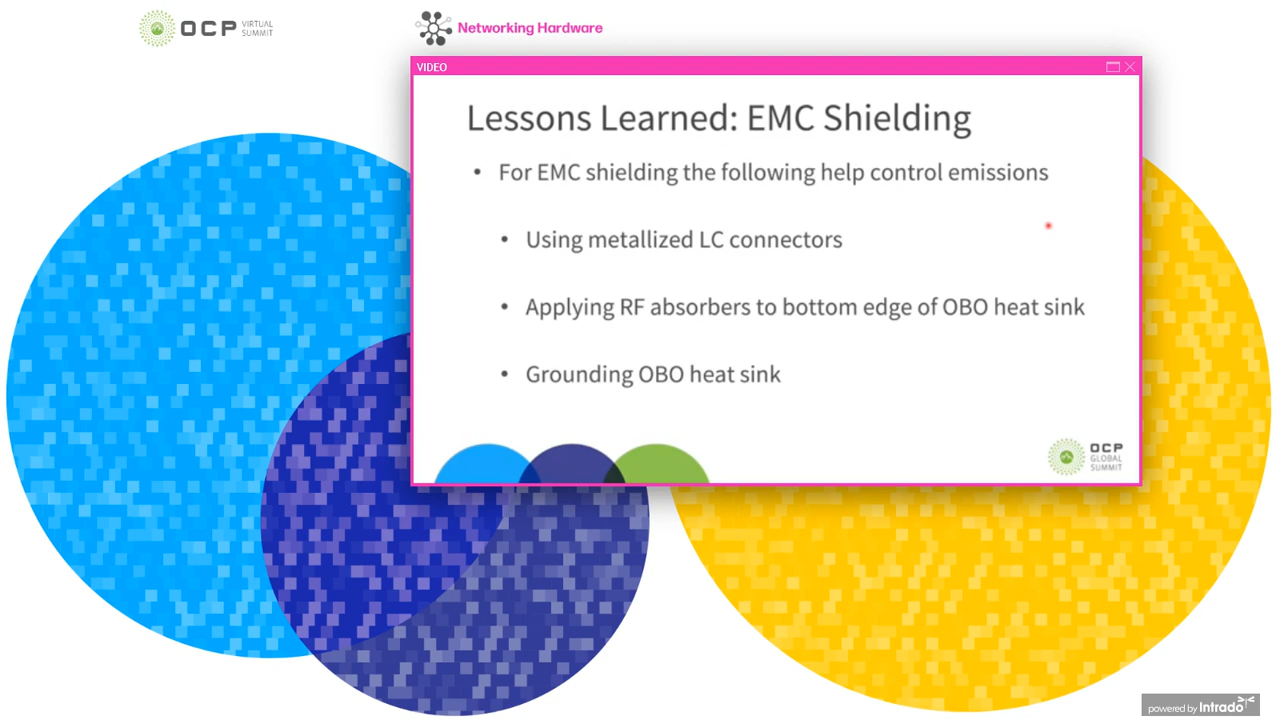 OCP VIRTUAL SUMMIT
Networking Hardware
VIDEO
Lessons Learned: EMC Shielding
• For EMC shielding the following help control emissions
• Using metallized LC connectors
• Applying RF absorbers to bottom edge of OBO heat sink
• Grounding OBO heat sink
OCP GLOBAL SUMMIT
powered by Intrado